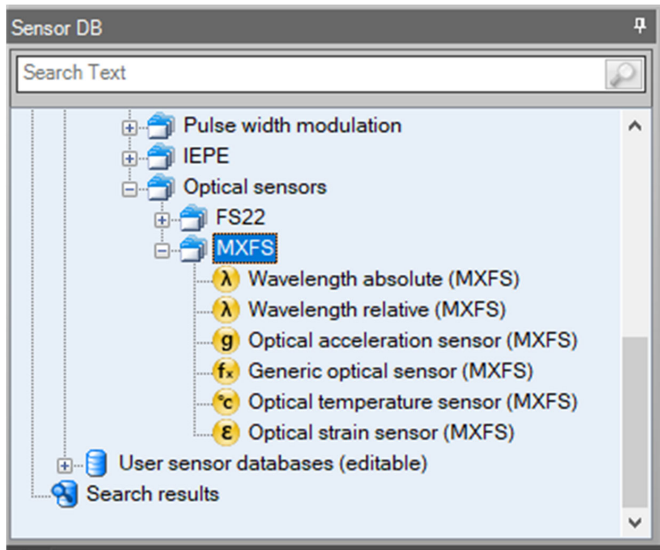 Sensor DB
Search Text
Pulse width modulation
IEPE
Optical sensors
FS22
MXFS
λ Wavelength absolute (MXFS)
λ Wavelength relative (MXFS)
g Optical acceleration sensor (MXFS)
fx Generic optical sensor (MXFS)
°c Optical temperature sensor (MXFS)
ε Optical strain sensor (MXFS)
User sensor databases (editable)
Search results